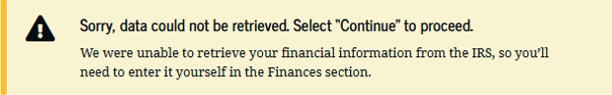 Sorry, data could not be retrieved. Select "Continue" to proceed.
We were unable to retrieve your financial information from the IRS, so you’ll
need to enter it yourself in the Finances section.